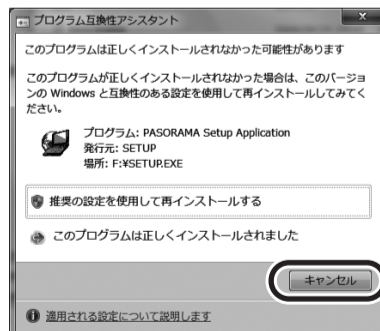 プログラム互換性アシスタント
このプログラムは正しくインストールされなかった可能性があります
このプログラムが正しくインストールされなかった場合は、このバージョ
ンの Windows と互換性のある設定を使用して再インストールしてみてく
ださい。
プログラム: PASORAMA Setup Application
発行元: SETUP
場所: F:¥SETUP.EXE
推奨の設定を使用して再インストールする
このプログラムは正しくインストールされました
キャンセル
適用される設定について説明します